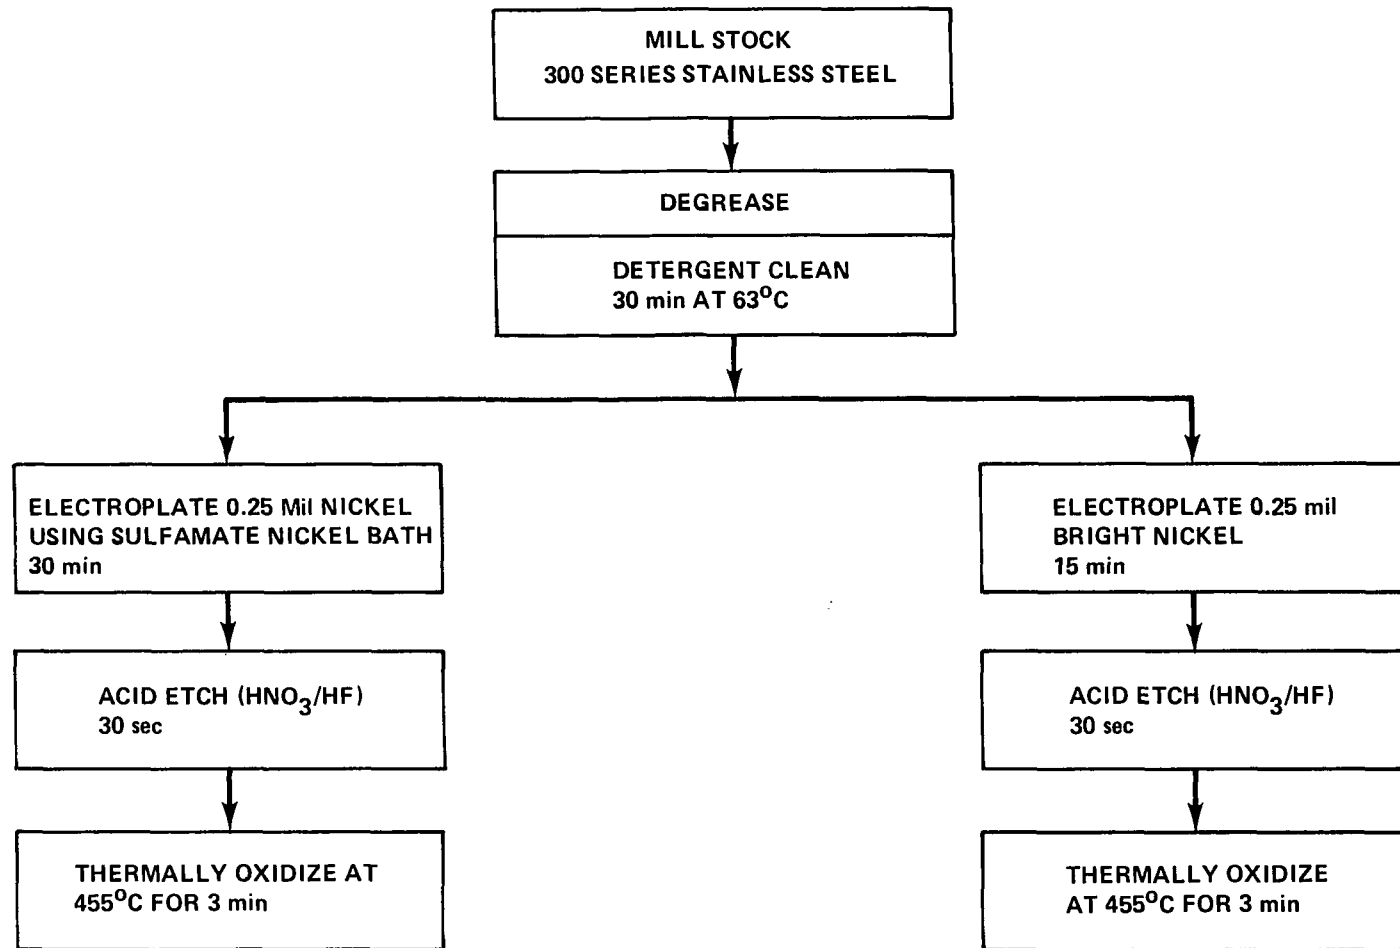 MILL STOCK
300 SERIES STAINLESS STEEL
DEGREASE
DETERGENT CLEAN
30 min AT 63°C
ELECTROPLATE 0.25 Mil NICKEL
USING SULFAMATE NICKEL BATH
30 min
ACID ETCH (HNO3/HF)
30 sec
THERMALLY OXIDIZE AT
455°C FOR 3 min
ELECTROPLATE 0.25 mil
BRIGHT NICKEL
15 min
ACID ETCH (HNO3/HF)
30 sec
THERMALLY OXIDIZE
AT 455°C FOR 3 min